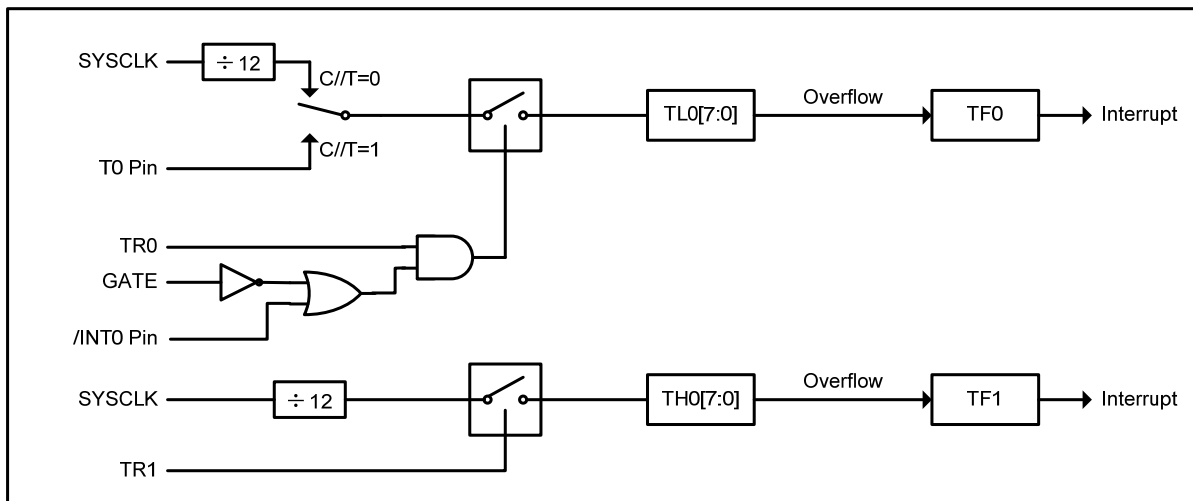 SYSCLK
÷ 12
C//T=0
C//T=1
T0 Pin
TL0[7:0]
Overflow
TF0
Interrupt
TR0
GATE
/INT0 Pin
SYSCLK
÷ 12
TH0[7:0]
Overflow
TF1
Interrupt
TR1